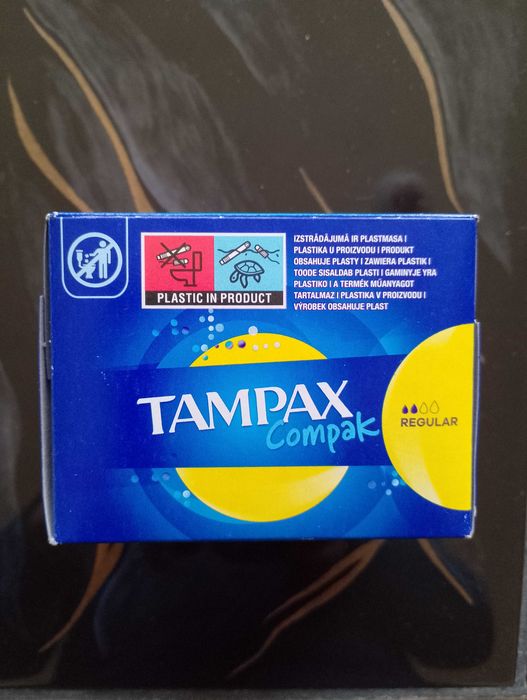 IZSTRĀDĀJUMĀ IR PLASTMASA |
PLASTIKA U PROIZVODU | PRODUKT
OBSAHUJE PLASTY | ZAWIERA PLASTIK |
TOODE SISALDAB PLASTI | GAMINYJE YRA
PLASTIKO | A TERMÉK MŰANYAGOT
TARTALMAZ | PLASTIKA V PROIZVODU |
VÝROBEK OBSAHUJE PLAST
PLASTIC IN PRODUCT
TAMPAX
Compak
REGULAR